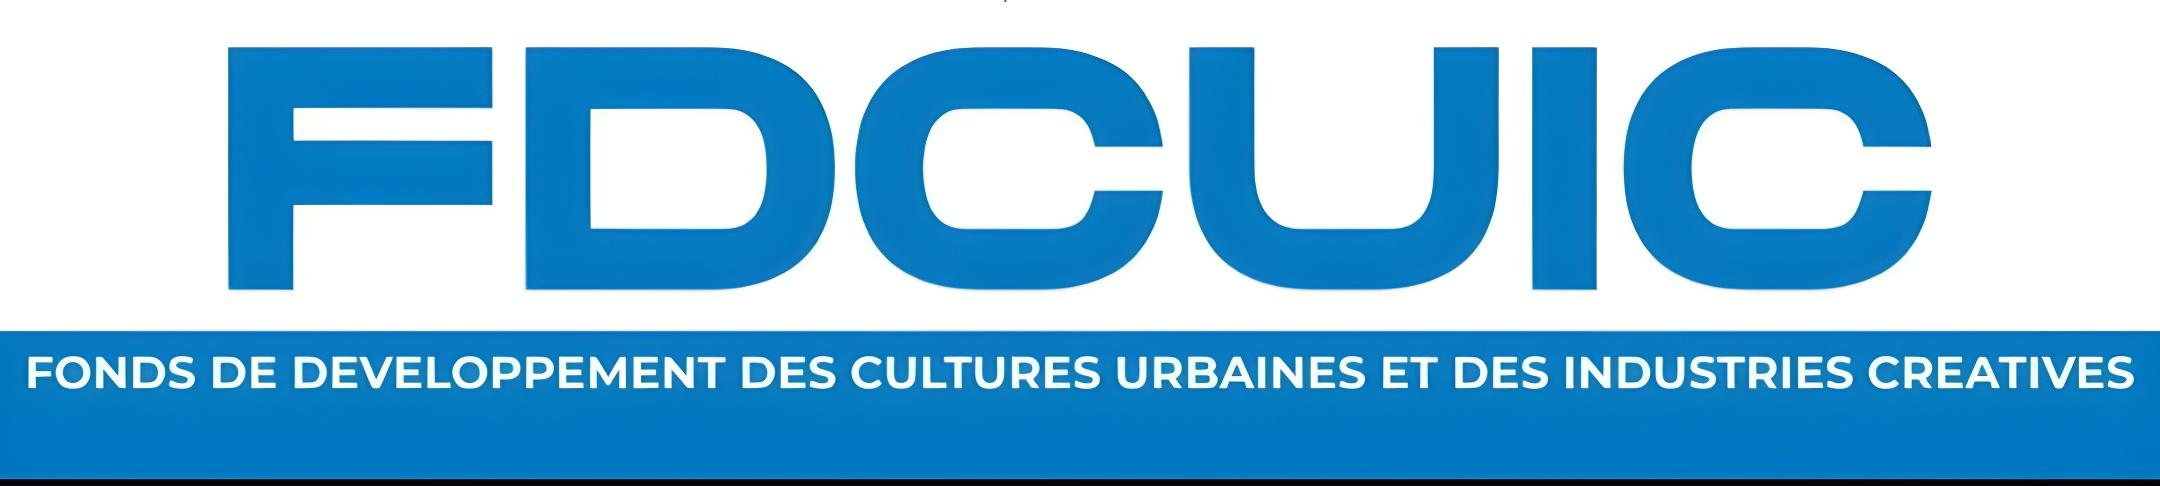 FDCUIC
FONDS DE DEVELOPPEMENT DES CULTURES URBAINES ET DES INDUSTRIES CREATIVES